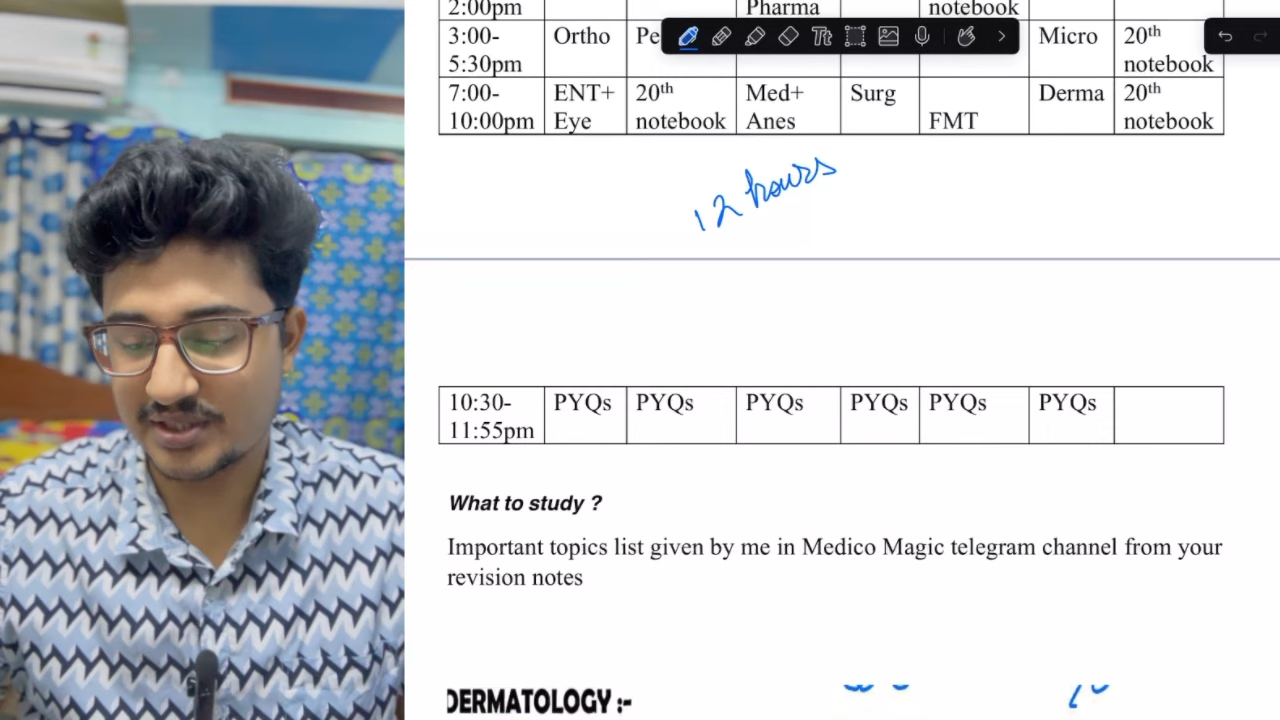 2:00pm Pharma notebook
3:00- Ortho Pe Micro 20th
5:30pm notebook
7:00- ENT+ 20th Med+ Surg Derma 20th
10:00pm Eye notebook Anes FMT notebook
12 hours
10:30- PYQs PYQs PYQs PYQs PYQs PYQs
11:55pm
What to study ?
Important topics list given by me in Medico Magic telegram channel from your
revision notes
DERMATOLOGY :-